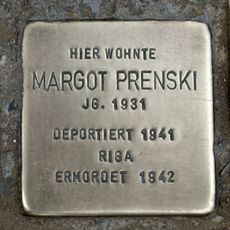 HIER WOHNTE
MARGOT PRENSKI
JG. 1931
DEPORTIERT 1941
RIGA
ERMORDET 1942